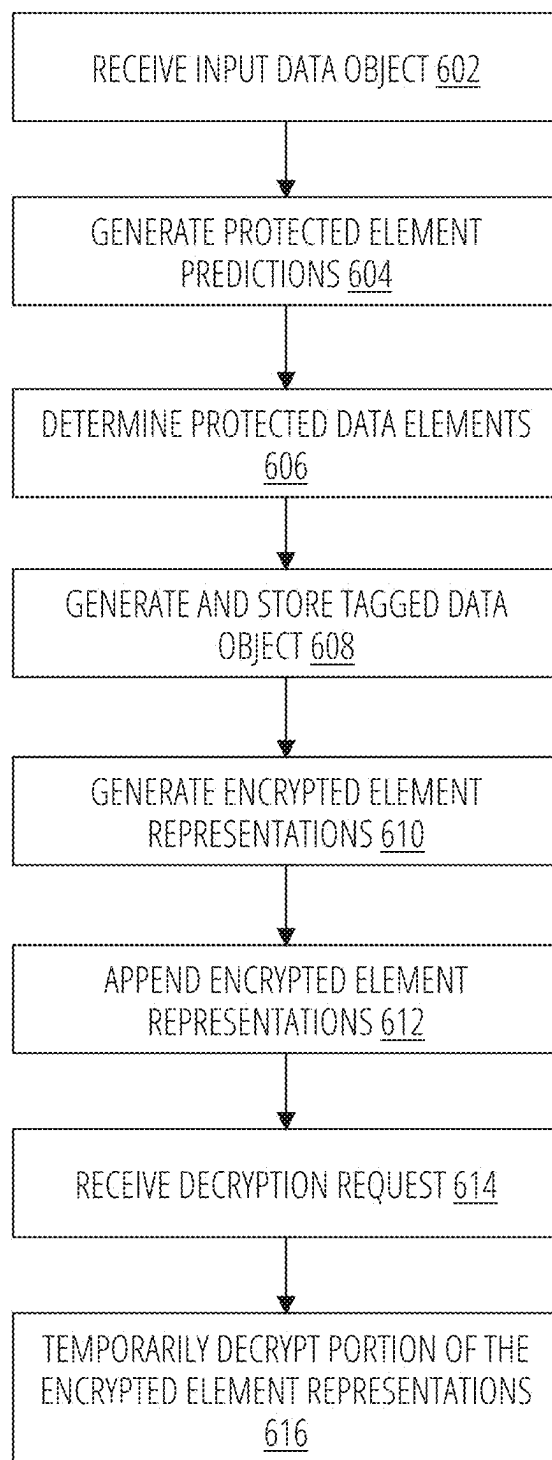 RECEIVE INPUT DATA OBJECT 602
GENERATE PROTECTED ELEMENT
PREDICTIONS 604
DETERMINE PROTECTED DATA ELEMENTS
606
GENERATE AND STORE TAGGED DATA
OBJECT 608
GENERATE ENCRYPTED ELEMENT
REPRESENTATIONS 610
APPEND ENCRYPTED ELEMENT
REPRESENTATIONS 612
RECEIVE DECRYPTION REQUEST 614
TEMPORARILY DECRYPT PORTION OF THE
ENCRYPTED ELEMENT REPRESENTATIONS
616